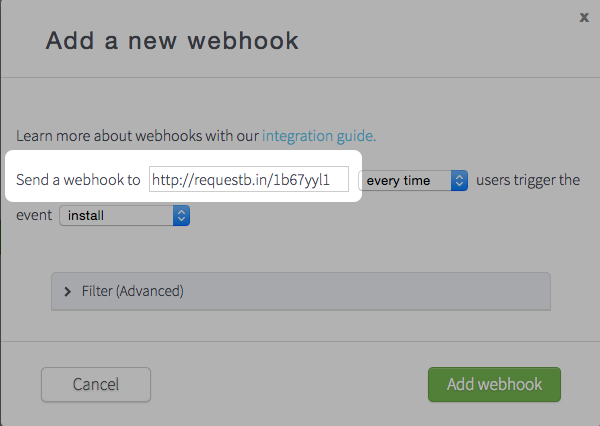 x
Add a new webhook
Learn more about webhooks with our integration guide.
Send a webhook to http://requestb.in/1b67yyl1 every time users trigger the
event install
Filter (Advanced)
Cancel Add webhook